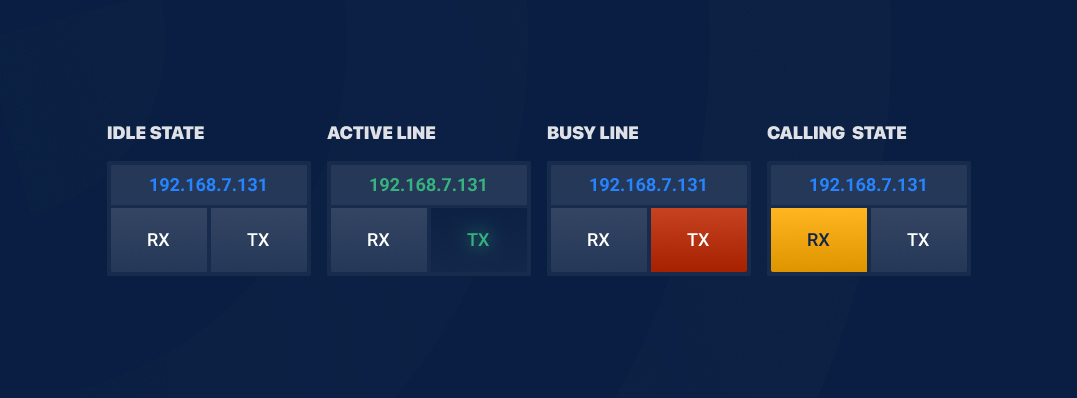 IDLE STATE
192.168.7.131
RX TX
ACTIVE LINE
192.168.7.131
RX TX
BUSY LINE
192.168.7.131
RX TX
CALLING STATE
192.168.7.131
RX TX